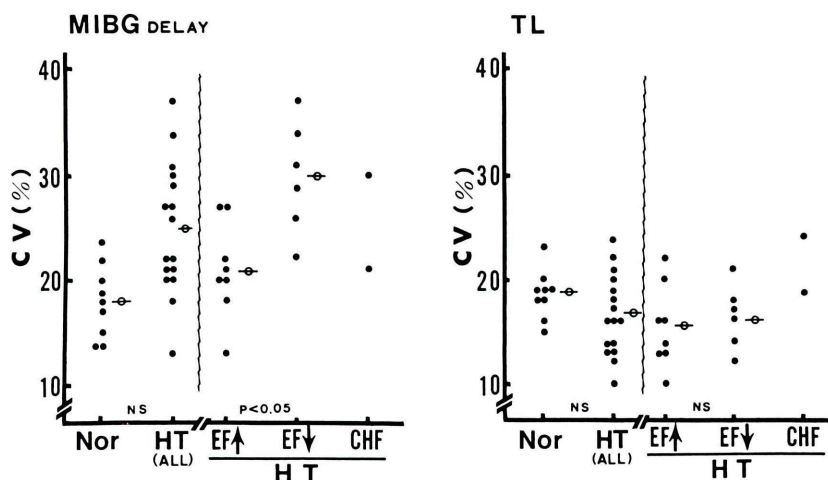 MIBG DELAY
40
30
20
10
CV(%)
NS
P<0.05
Nor
HT
(ALL)
EF↑
EF↓
CHF
HT
TL
40
30
20
10
CV(%)
NS
NS
Nor
HT
(ALL)
EF↑
EF↓
CHF
HT